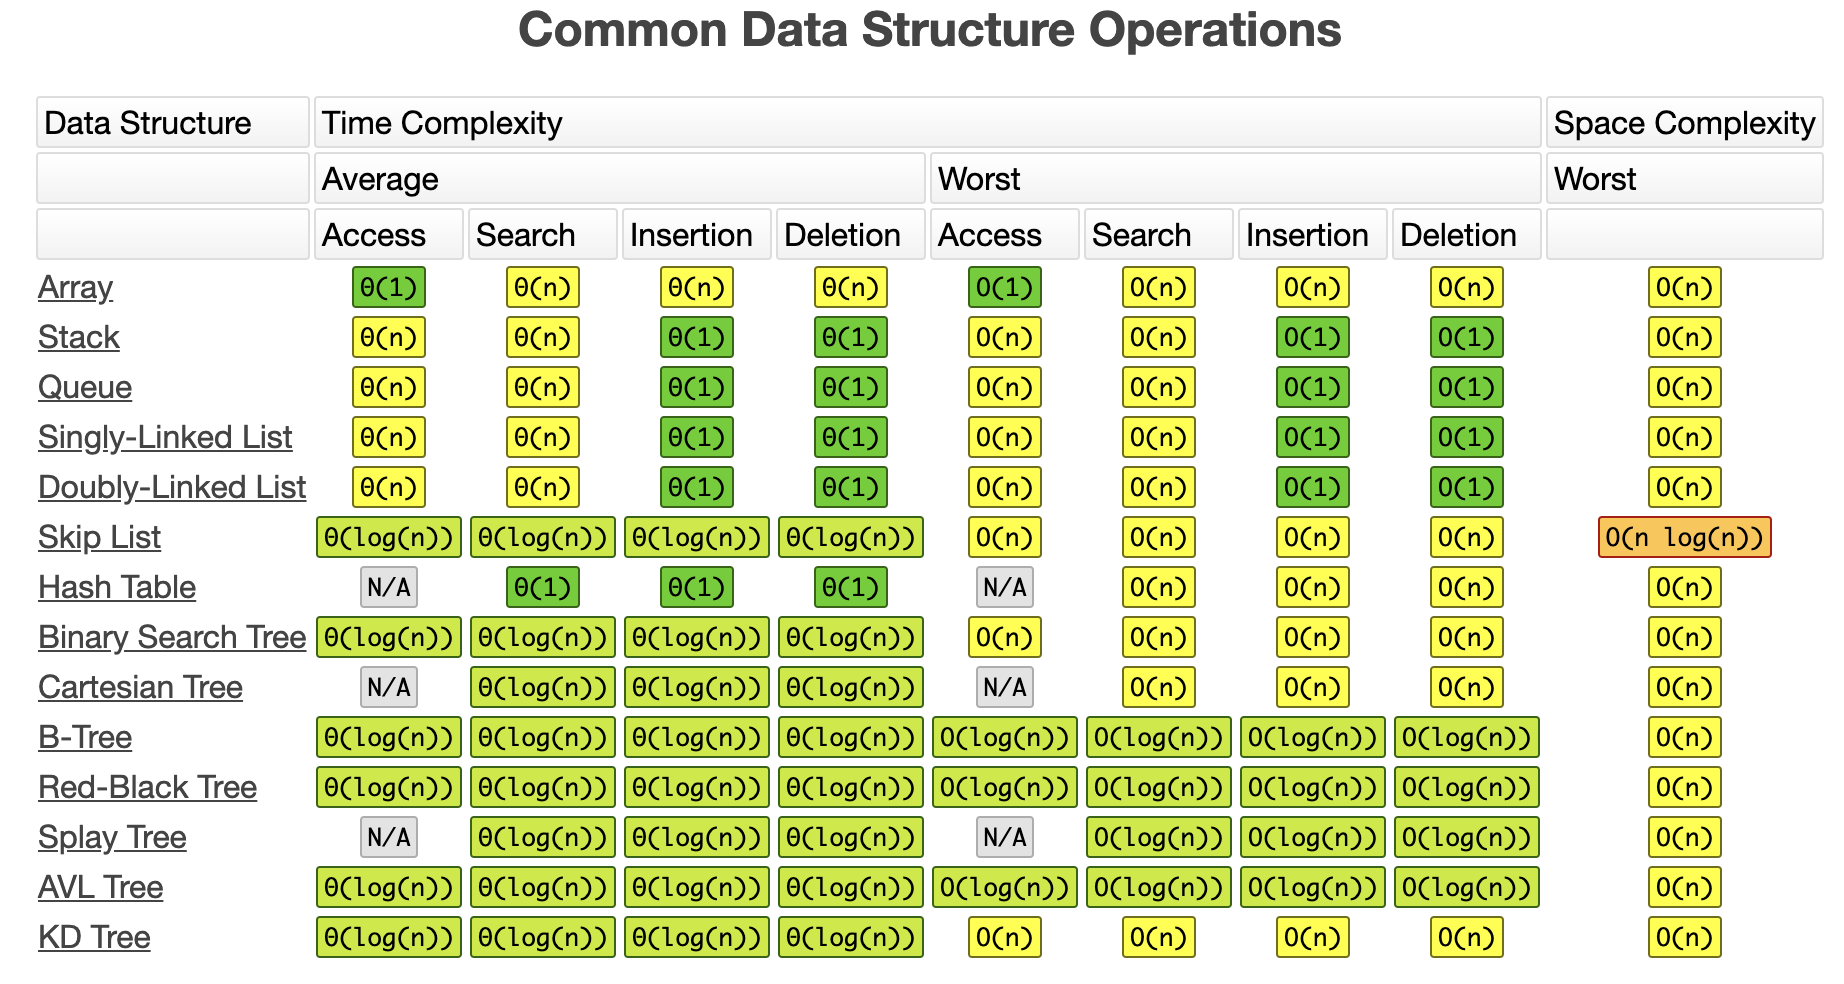 Common Data Structure Operations
Data Structure Time Complexity Space Complexity
Average Worst Worst
Access Search Insertion Deletion Access Search Insertion Deletion
Array Θ(1) Θ(n) Θ(n) Θ(n) O(1) O(n) O(n) O(n) O(n)
Stack Θ(n) Θ(n) Θ(1) Θ(1) O(n) O(n) O(1) O(1) O(n)
Queue Θ(n) Θ(n) Θ(1) Θ(1) O(n) O(n) O(1) O(1) O(n)
Singly-Linked List Θ(n) Θ(n) Θ(1) Θ(1) O(n) O(n) O(1) O(1) O(n)
Doubly-Linked List Θ(n) Θ(n) Θ(1) Θ(1) O(n) O(n) O(1) O(1) O(n)
Skip List Θ(log(n)) Θ(log(n)) Θ(log(n)) Θ(log(n)) O(n) O(n) O(n) O(n) O(n log(n))
Hash Table N/A Θ(1) Θ(1) Θ(1) N/A O(n) O(n) O(n) O(n)
Binary Search Tree Θ(log(n)) Θ(log(n)) Θ(log(n)) Θ(log(n)) O(n) O(n) O(n) O(n) O(n)
Cartesian Tree N/A Θ(log(n)) Θ(log(n)) Θ(log(n)) N/A O(n) O(n) O(n) O(n)
B-Tree Θ(log(n)) Θ(log(n)) Θ(log(n)) Θ(log(n)) O(log(n)) O(log(n)) O(log(n)) O(log(n)) O(n)
Red-Black Tree Θ(log(n)) Θ(log(n)) Θ(log(n)) Θ(log(n)) O(log(n)) O(log(n)) O(log(n)) O(log(n)) O(n)
Splay Tree N/A Θ(log(n)) Θ(log(n)) Θ(log(n)) N/A O(log(n)) O(log(n)) O(log(n)) O(n)
AVL Tree Θ(log(n)) Θ(log(n)) Θ(log(n)) Θ(log(n)) O(log(n)) O(log(n)) O(log(n)) O(log(n)) O(n)
KD Tree Θ(log(n)) Θ(log(n)) Θ(log(n)) Θ(log(n)) O(n) O(n) O(n) O(n) O(n)